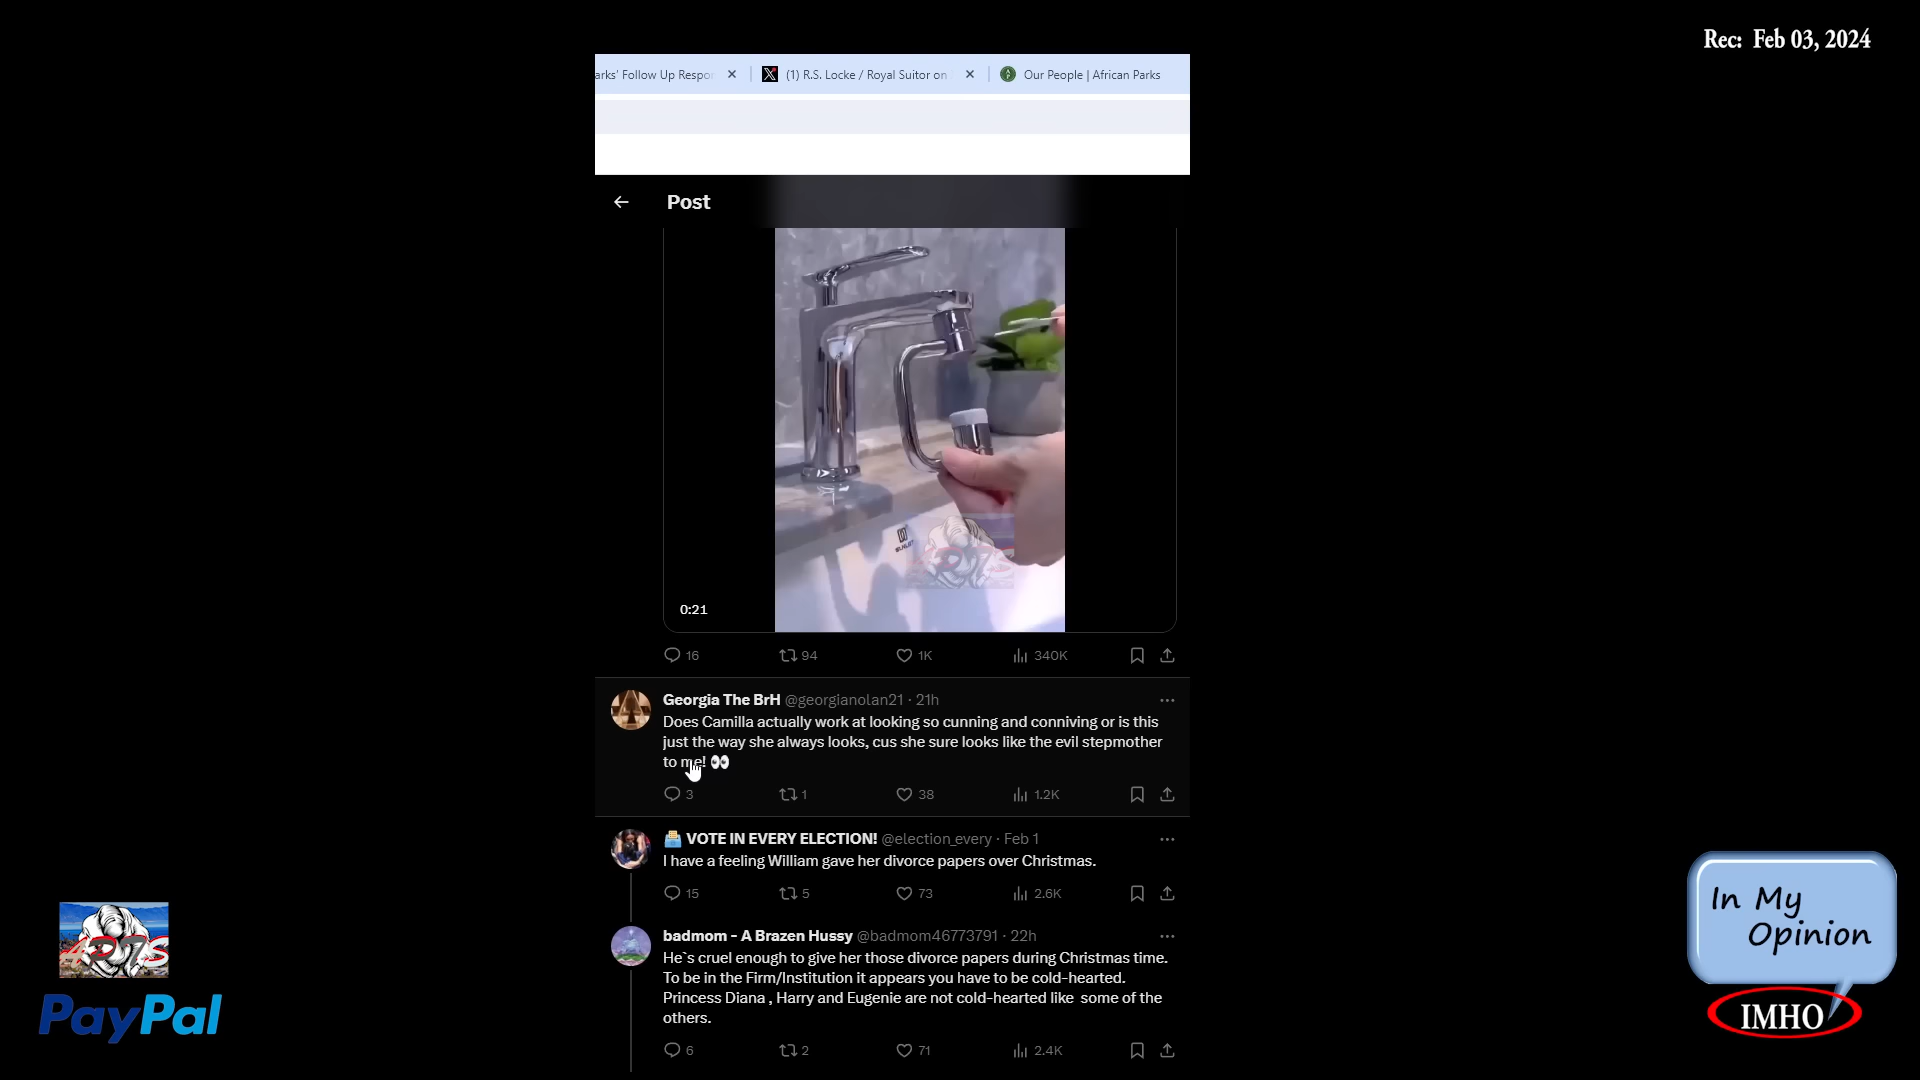 Rec: Feb 03, 2024
arks' Follow Up Respo
(1) R.S. Locke / Royal Suitor on
Our People | African Parks
Post
0:21
16 94 1K 340K
Georgia The BrH @georgianolan21 · 21h
Does Camilla actually work at looking so cunning and conniving or is this
just the way she always looks, cus she sure looks like the evil stepmother
to me! 👀
3 1 38 1.2K
🗳️ VOTE IN EVERY ELECTION! @election_every · Feb 1
I have a feeling William gave her divorce papers over Christmas.
15 5 73 2.6K
badmom - A Brazen Hussy @badmom46773791 · 22h
He`s cruel enough to give her those divorce papers during Christmas time.
To be in the Firm/Institution it appears you have to be cold-hearted.
Princess Diana , Harry and Eugenie are not cold-hearted like some of the
others.
6 2 71 2.4K
PayPal
In My
Opinion
IMHO